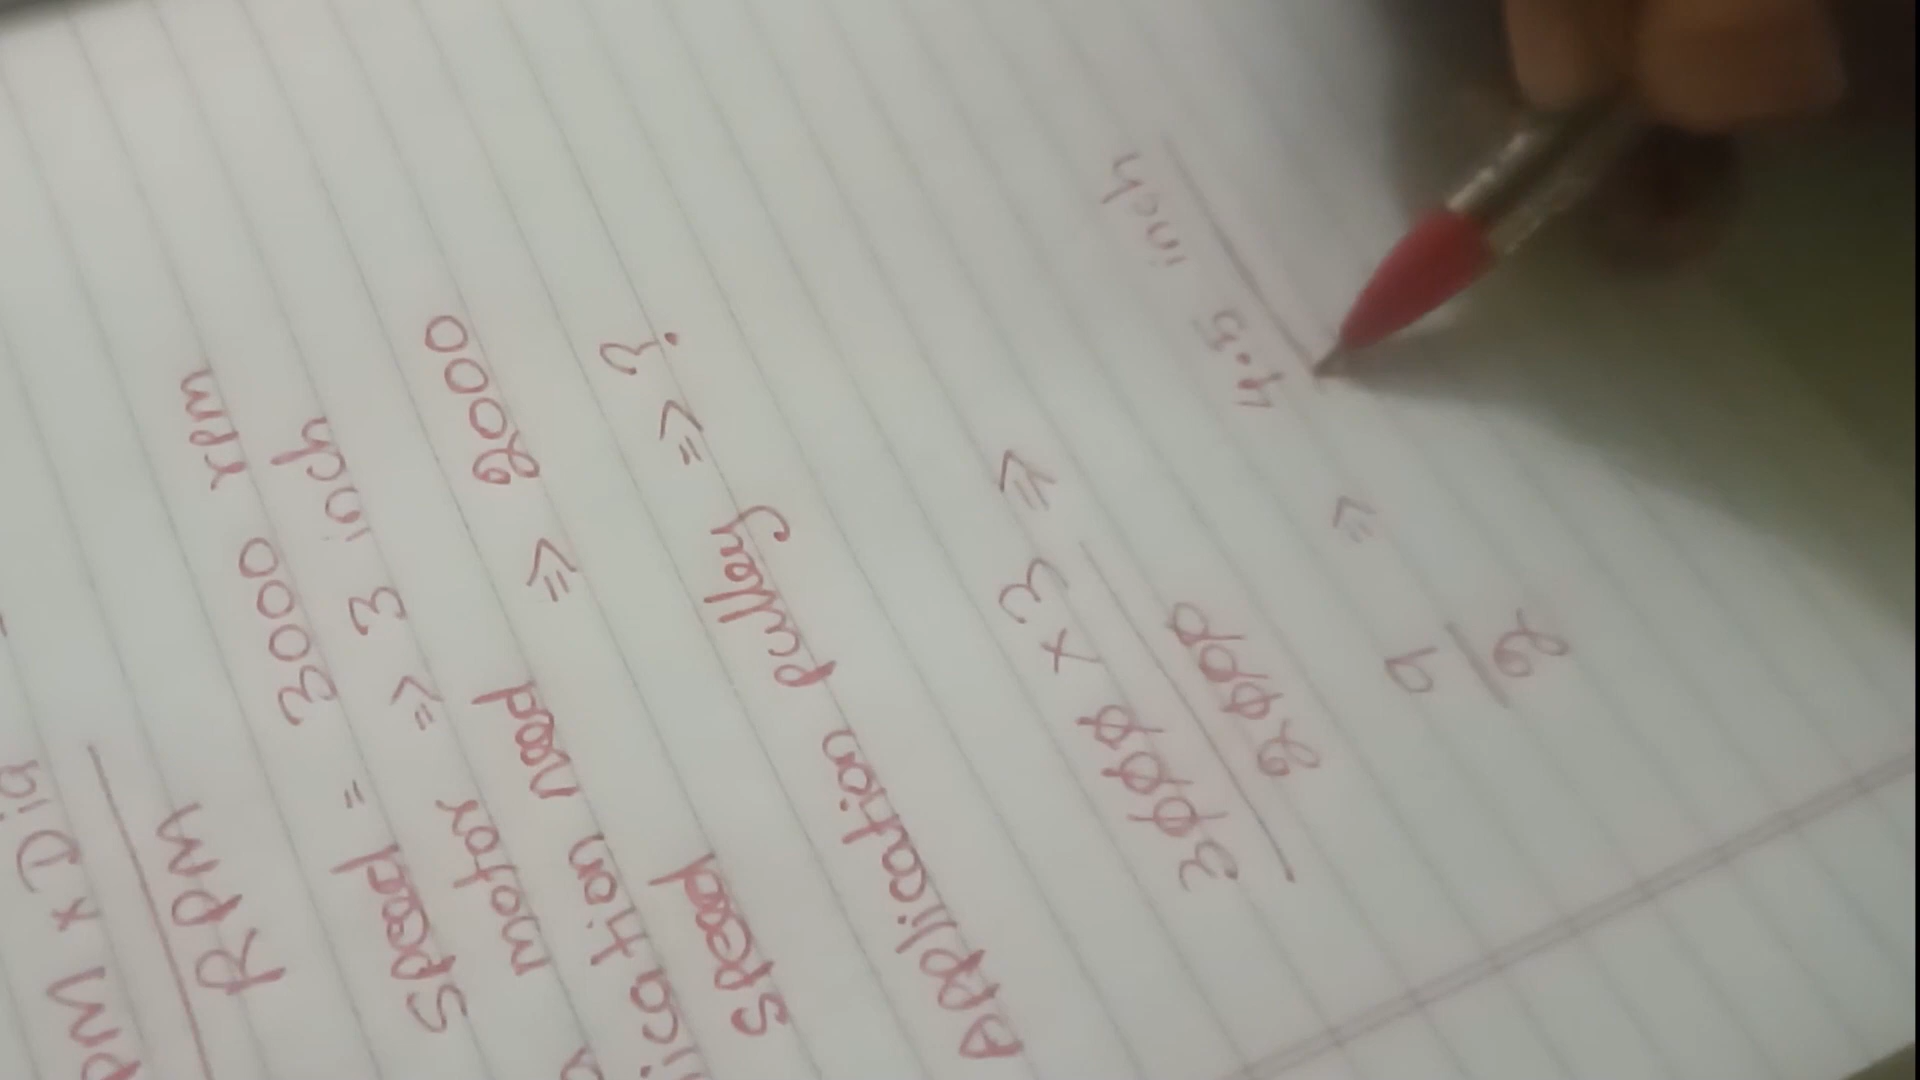 PM x Dia
RPM
Speed = 3000 rpm
motor => 3 inch
ication need => 2000
speed
Application pulley => ?
3000 x 3 =>
2000
9 => 4.5 inch
2